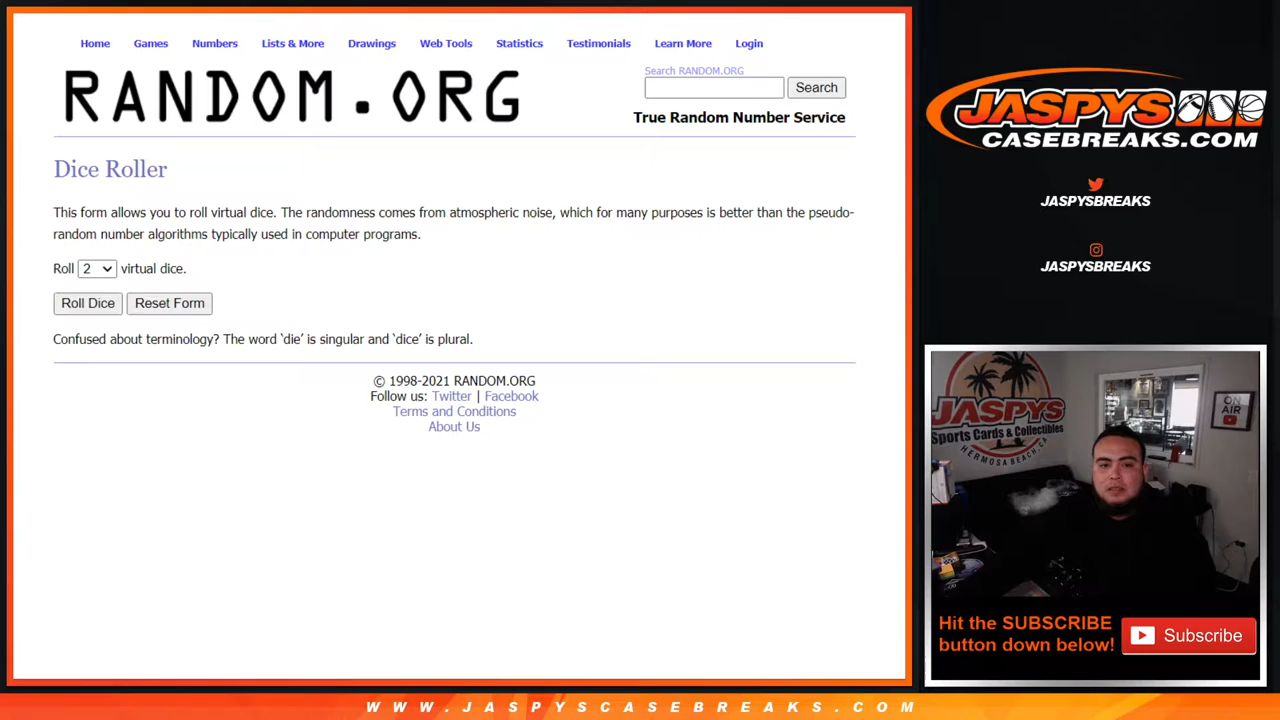 Home Games Numbers Lists & More Drawings Web Tools Statistics Testimonials Learn More Login
RANDOM.ORG
Search RANDOM.ORG
Search
True Random Number Service
Dice Roller
This form allows you to roll virtual dice. The randomness comes from atmospheric noise, which for many purposes is better than the pseudo-
random number algorithms typically used in computer programs.
Roll 2 virtual dice.
Roll Dice Reset Form
Confused about terminology? The word ‘die’ is singular and ‘dice’ is plural.
© 1998-2021 RANDOM.ORG
Follow us: Twitter | Facebook
Terms and Conditions
About Us
JASPYS
CASEBREAKS.COM
JASPYSBREAKS
JASPYSBREAKS
JASPYS
Sports Cards & Collectibles
HERMOSA BEACH, CA
ON
AIR
Hit the SUBSCRIBE
button down below!
Subscribe
WWW.JASPYSCASEBREAKS.COM